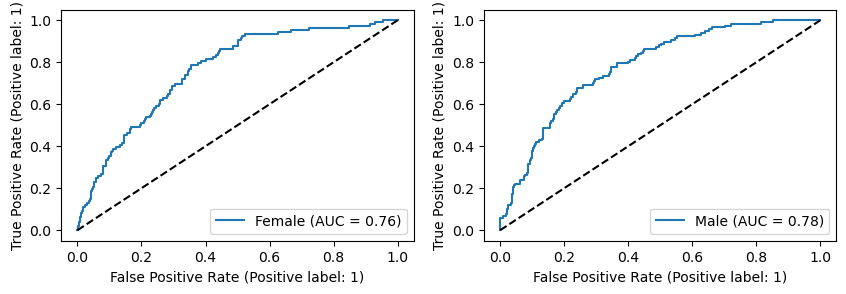 True Positive Rate (Positive label: 1)
1.0
0.8
0.6
0.4
0.2
0.0
Female (AUC = 0.76)
0.0 0.2 0.4 0.6 0.8 1.0
False Positive Rate (Positive label: 1)
True Positive Rate (Positive label: 1)
1.0
0.8
0.6
0.4
0.2
0.0
Male (AUC = 0.78)
0.0 0.2 0.4 0.6 0.8 1.0
False Positive Rate (Positive label: 1)